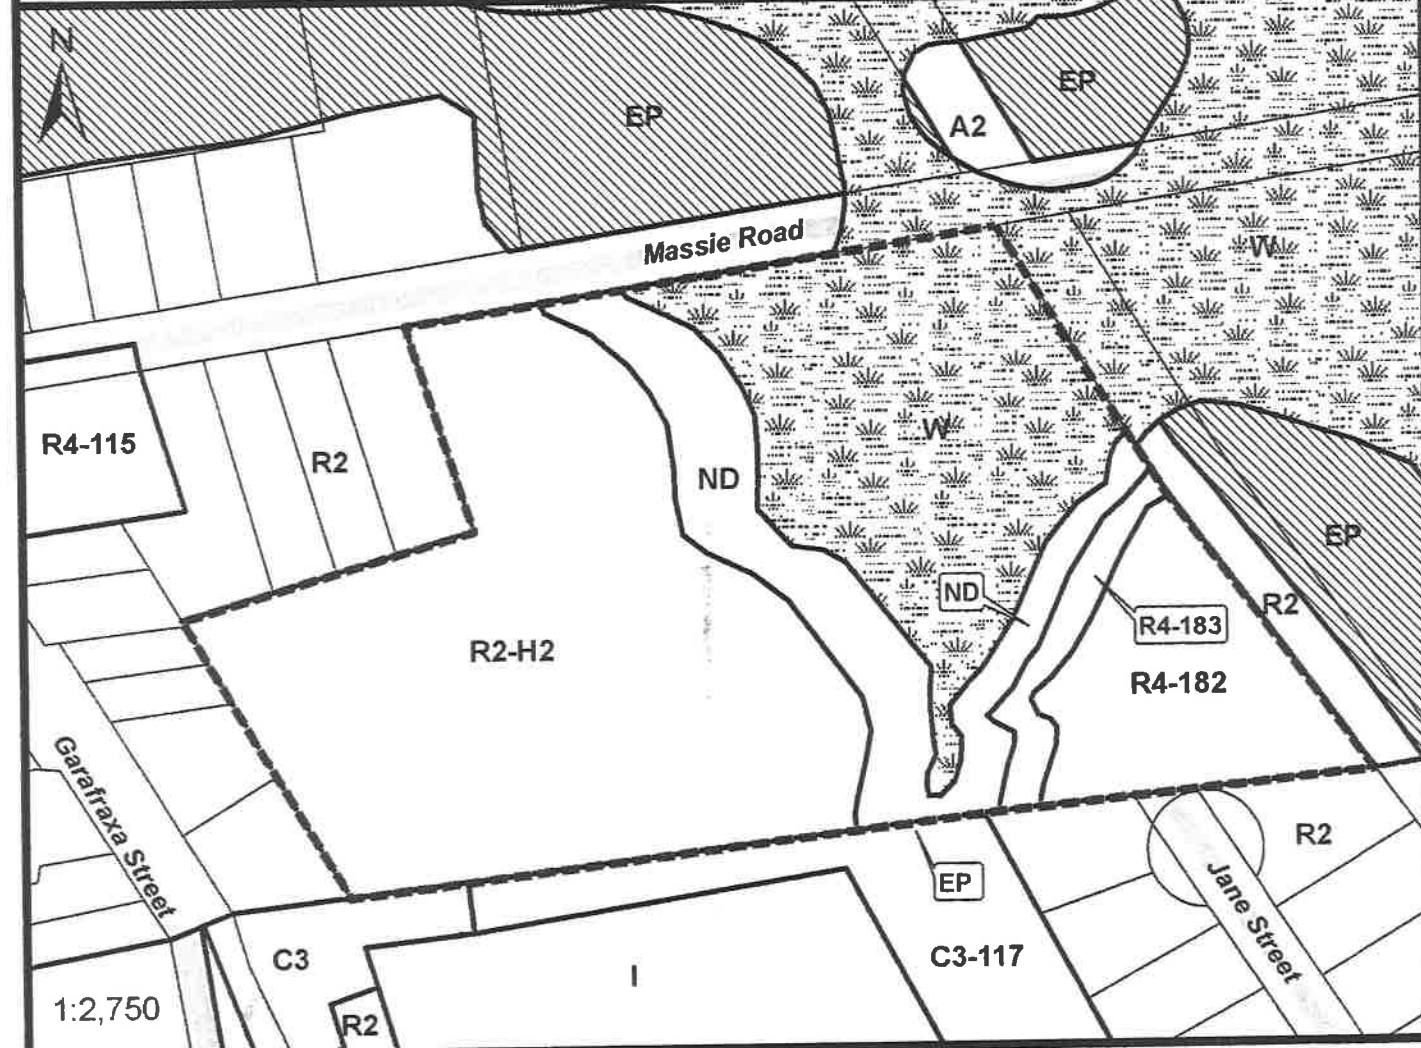 N
EP
EP
A2
Massie Road
W
R4-115
R2
ND
W
EP
ND
R2
R4-183
R2-H2
R4-182
Garafraxa Street
R2
EP
Jane Street
C3
C3-117
I
1:2,750
R2